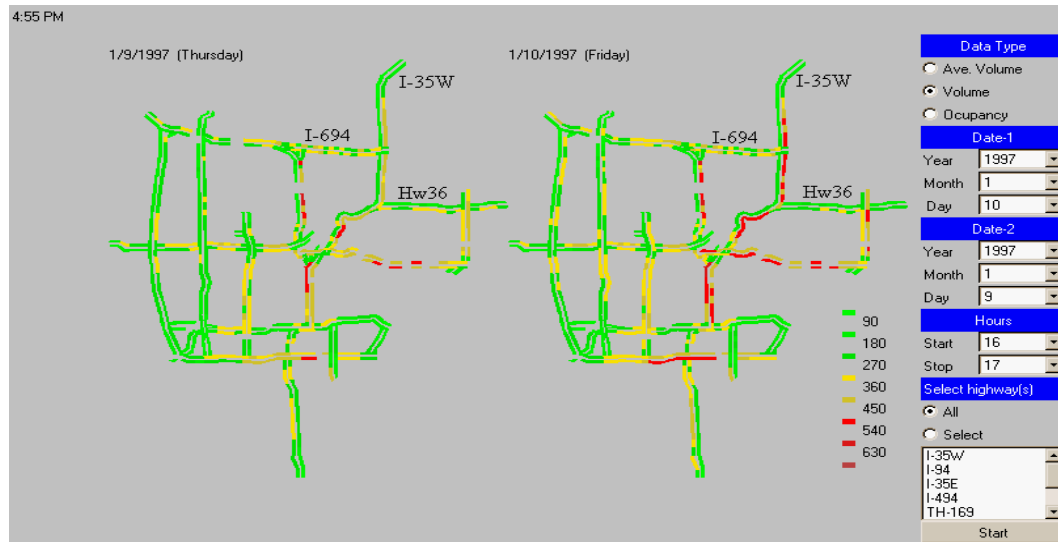 4:55 PM
1/9/1997 (Thursday)
1/10/1997 (Friday)
I-35W
I-694
Hw36
I-35W
I-694
Hw36
90
180
270
360
450
540
630
Data Type
Ave. Volume
Volume
Ocupancy
Date-1
Year 1997
Month 1
Day 10
Date-2
Year 1997
Month 1
Day 9
Hours
Start 16
Stop 17
Select highway(s)
All
Select
I-35W
I-94
I-35E
I-494
TH-169
Start